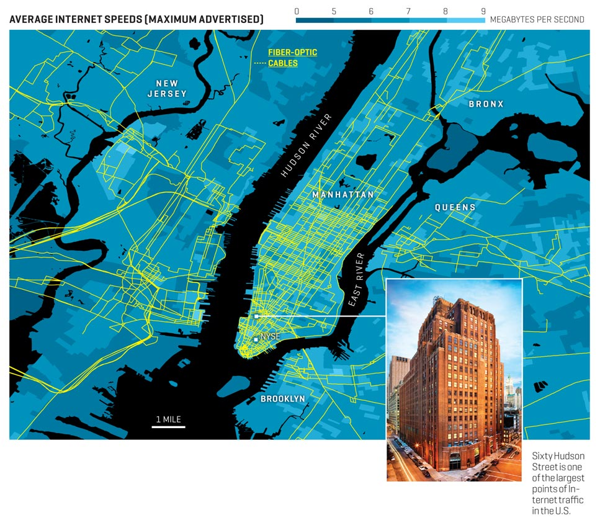 AVERAGE INTERNET SPEEDS (MAXIMUM ADVERTISED)
0 5 6 7 8 9 MEGABYTES PER SECOND
FIBER-OPTIC
CABLES
NEW
JERSEY
BRONX
HUDSON RIVER
MANHATTAN
QUEENS
EAST RIVER
NYSE
BROOKLYN
1 MILE
Sixty Hudson
Street is one
of the largest
points of In-
ternet traffic
in the U.S.